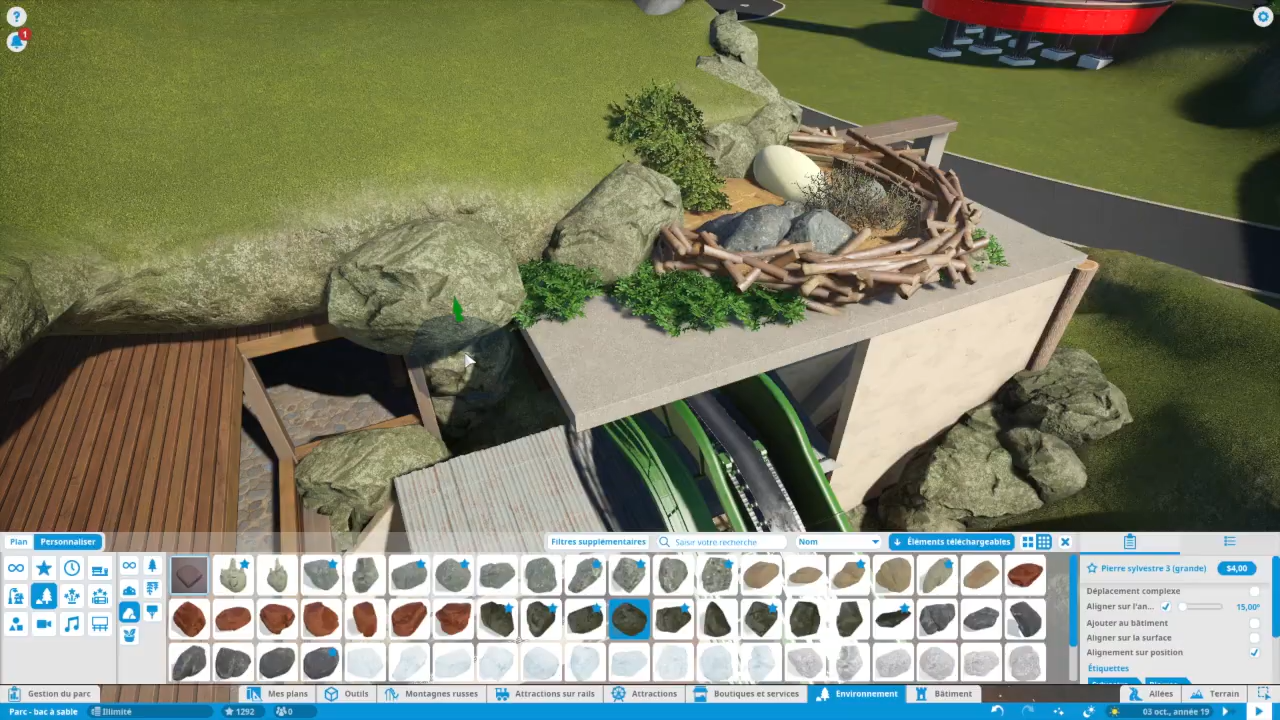 ?
1
Plan Personnaliser Filtres supplémentaires Saisir votre recherche Nom Éléments téléchargeables
Pierre sylvestre 3 (grande) $4,00
Déplacement complexe
Aligner sur l'an... 15,00°
Ajouter au bâtiment
Aligner sur la surface
Alignement sur position
Étiquettes
Gestion du parc Mes plans Outils Montagnes russes Attractions sur rails Attractions Boutiques et services Environnement Bâtiment Allées Terrain
Parc - bac à sable Illimité 1292 0 03 oct., année 19